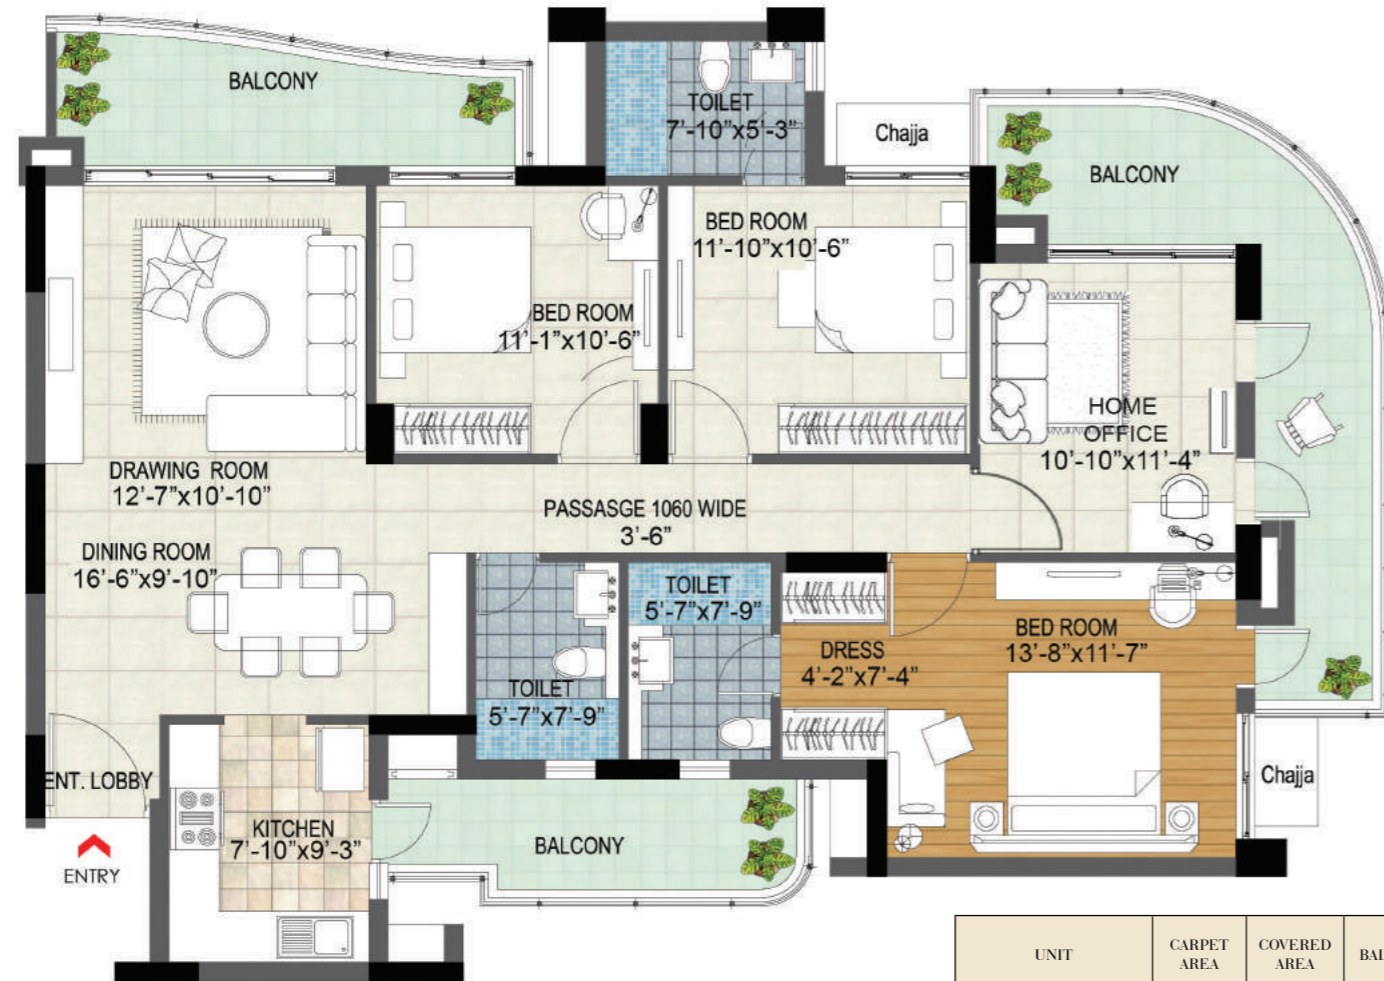 BALCONY
TOILET
7'-10"x5'-3"
Chajja
BALCONY
BED ROOM
11'-10"x10'-6"
BED ROOM
11'-1"x10'-6"
HOME
OFFICE
10'-10"x11'-4"
DRAWING ROOM
12'-7"x10'-10"
PASSASGE 1060 WIDE
3'-6"
DINING ROOM
16'-6"x9'-10"
TOILET
5'-7"x7'-9"
TOILET
5'-7"x7'-9"
DRESS
4'-2"x7'-4"
BED ROOM
13'-8"x11'-7"
ENT. LOBBY
Chajja
KITCHEN
7'-10"x9'-3"
BALCONY
ENTRY
UNIT
CARPET
AREA
COVERED
AREA
BAL